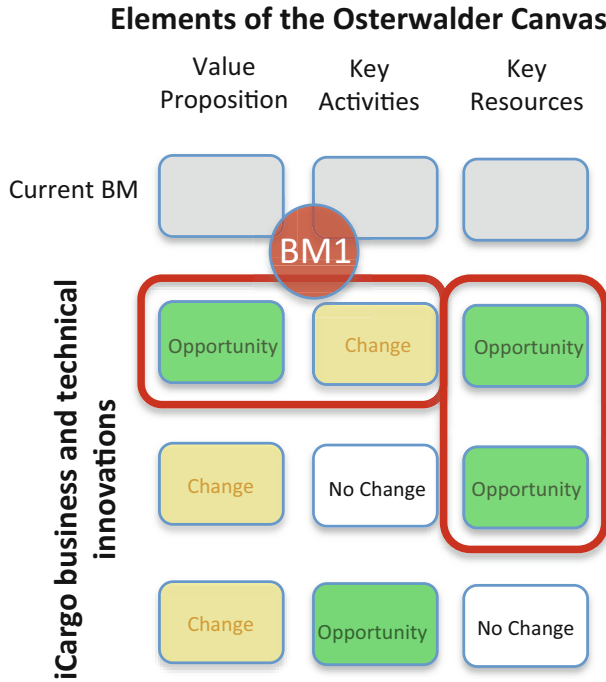 Elements of the Osterwalder Canvas
Value
Proposition
Key
Activities
Key
Resources
Current BM
BM1
iCargo business and technical
innovations
Opportunity
Change
Opportunity
Change
No Change
Opportunity
Change
Opportunity
No Change